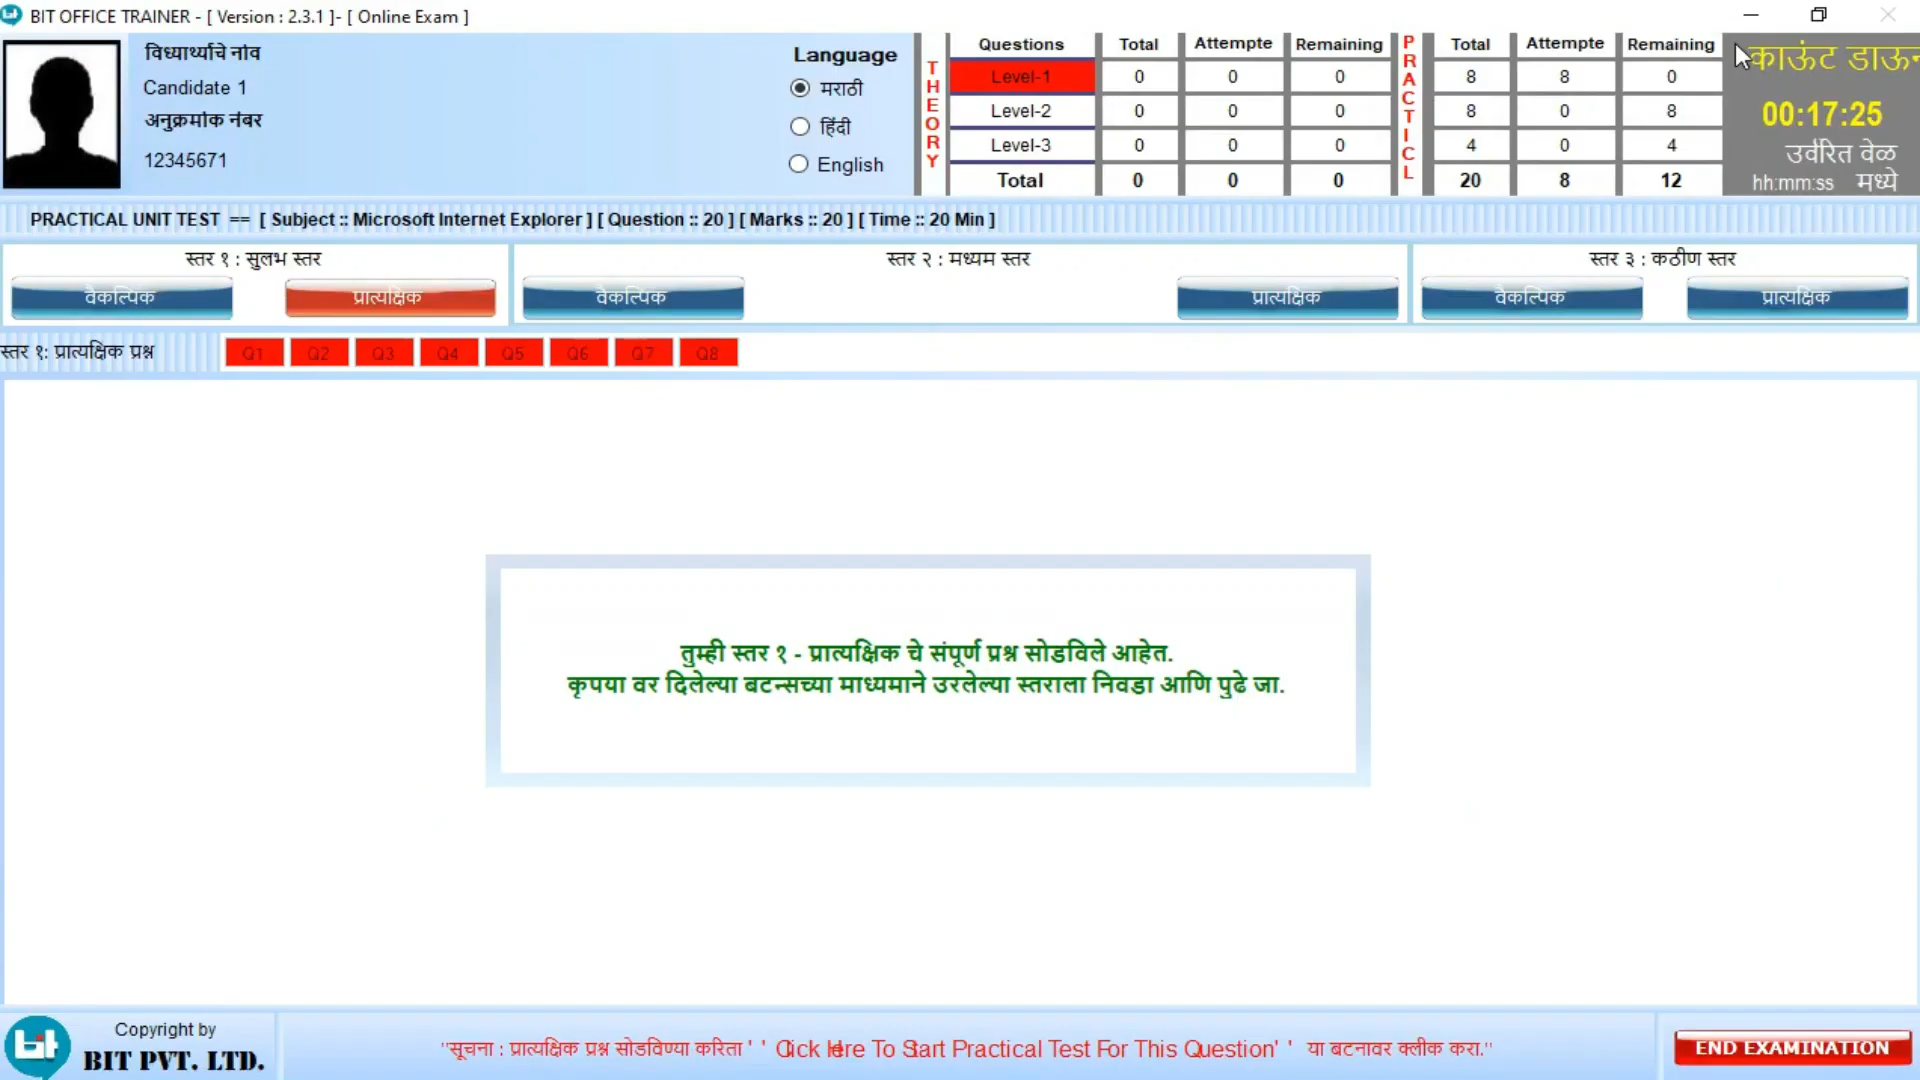 BIT OFFICE TRAINER - [ Version : 2.3.1 ]- [ Online Exam ]
विध्यार्थ्याचे नांव
Candidate 1
अनुक्रमांक नंबर
12345671
Language
मराठी
हिंदी
English
THEORY
Questions Total Attempte Remaining
Level-1 0 0 0
Level-2 0 0 0
Level-3 0 0 0
Total 0 0 0
PRACTICL
Total Attempte Remaining
8 8 0
8 0 8
4 0 4
20 8 12
काऊंट डाऊन
00:17:25
उर्वरित वेळ
hh:mm:ss मध्ये
PRACTICAL UNIT TEST == [ Subject :: Microsoft Internet Explorer ] [ Question :: 20 ] [ Marks :: 20 ] [ Time :: 20 Min ]
स्तर १ : सुलभ स्तर
वैकल्पिक प्रात्यक्षिक
स्तर २ : मध्यम स्तर
वैकल्पिक प्रात्यक्षिक
स्तर ३ : कठीण स्तर
वैकल्पिक प्रात्यक्षिक
स्तर १: प्रात्यक्षिक प्रश्न Q1 Q2 Q3 Q4 Q5 Q6 Q7 Q8
तुम्ही स्तर १ - प्रात्यक्षिक चे संपूर्ण प्रश्न सोडविले आहेत.
कृपया वर दिलेल्या बटन्सच्या माध्यमाने उरलेल्या स्तराला निवडा आणि पुढे जा.
Copyright by
BIT PVT. LTD.
"सूचना : प्रात्यक्षिक प्रश्न सोडविण्या करिता ' ' Click Here To Start Practical Test For This Question' ' या बटनावर क्लीक करा."
END EXAMINATION